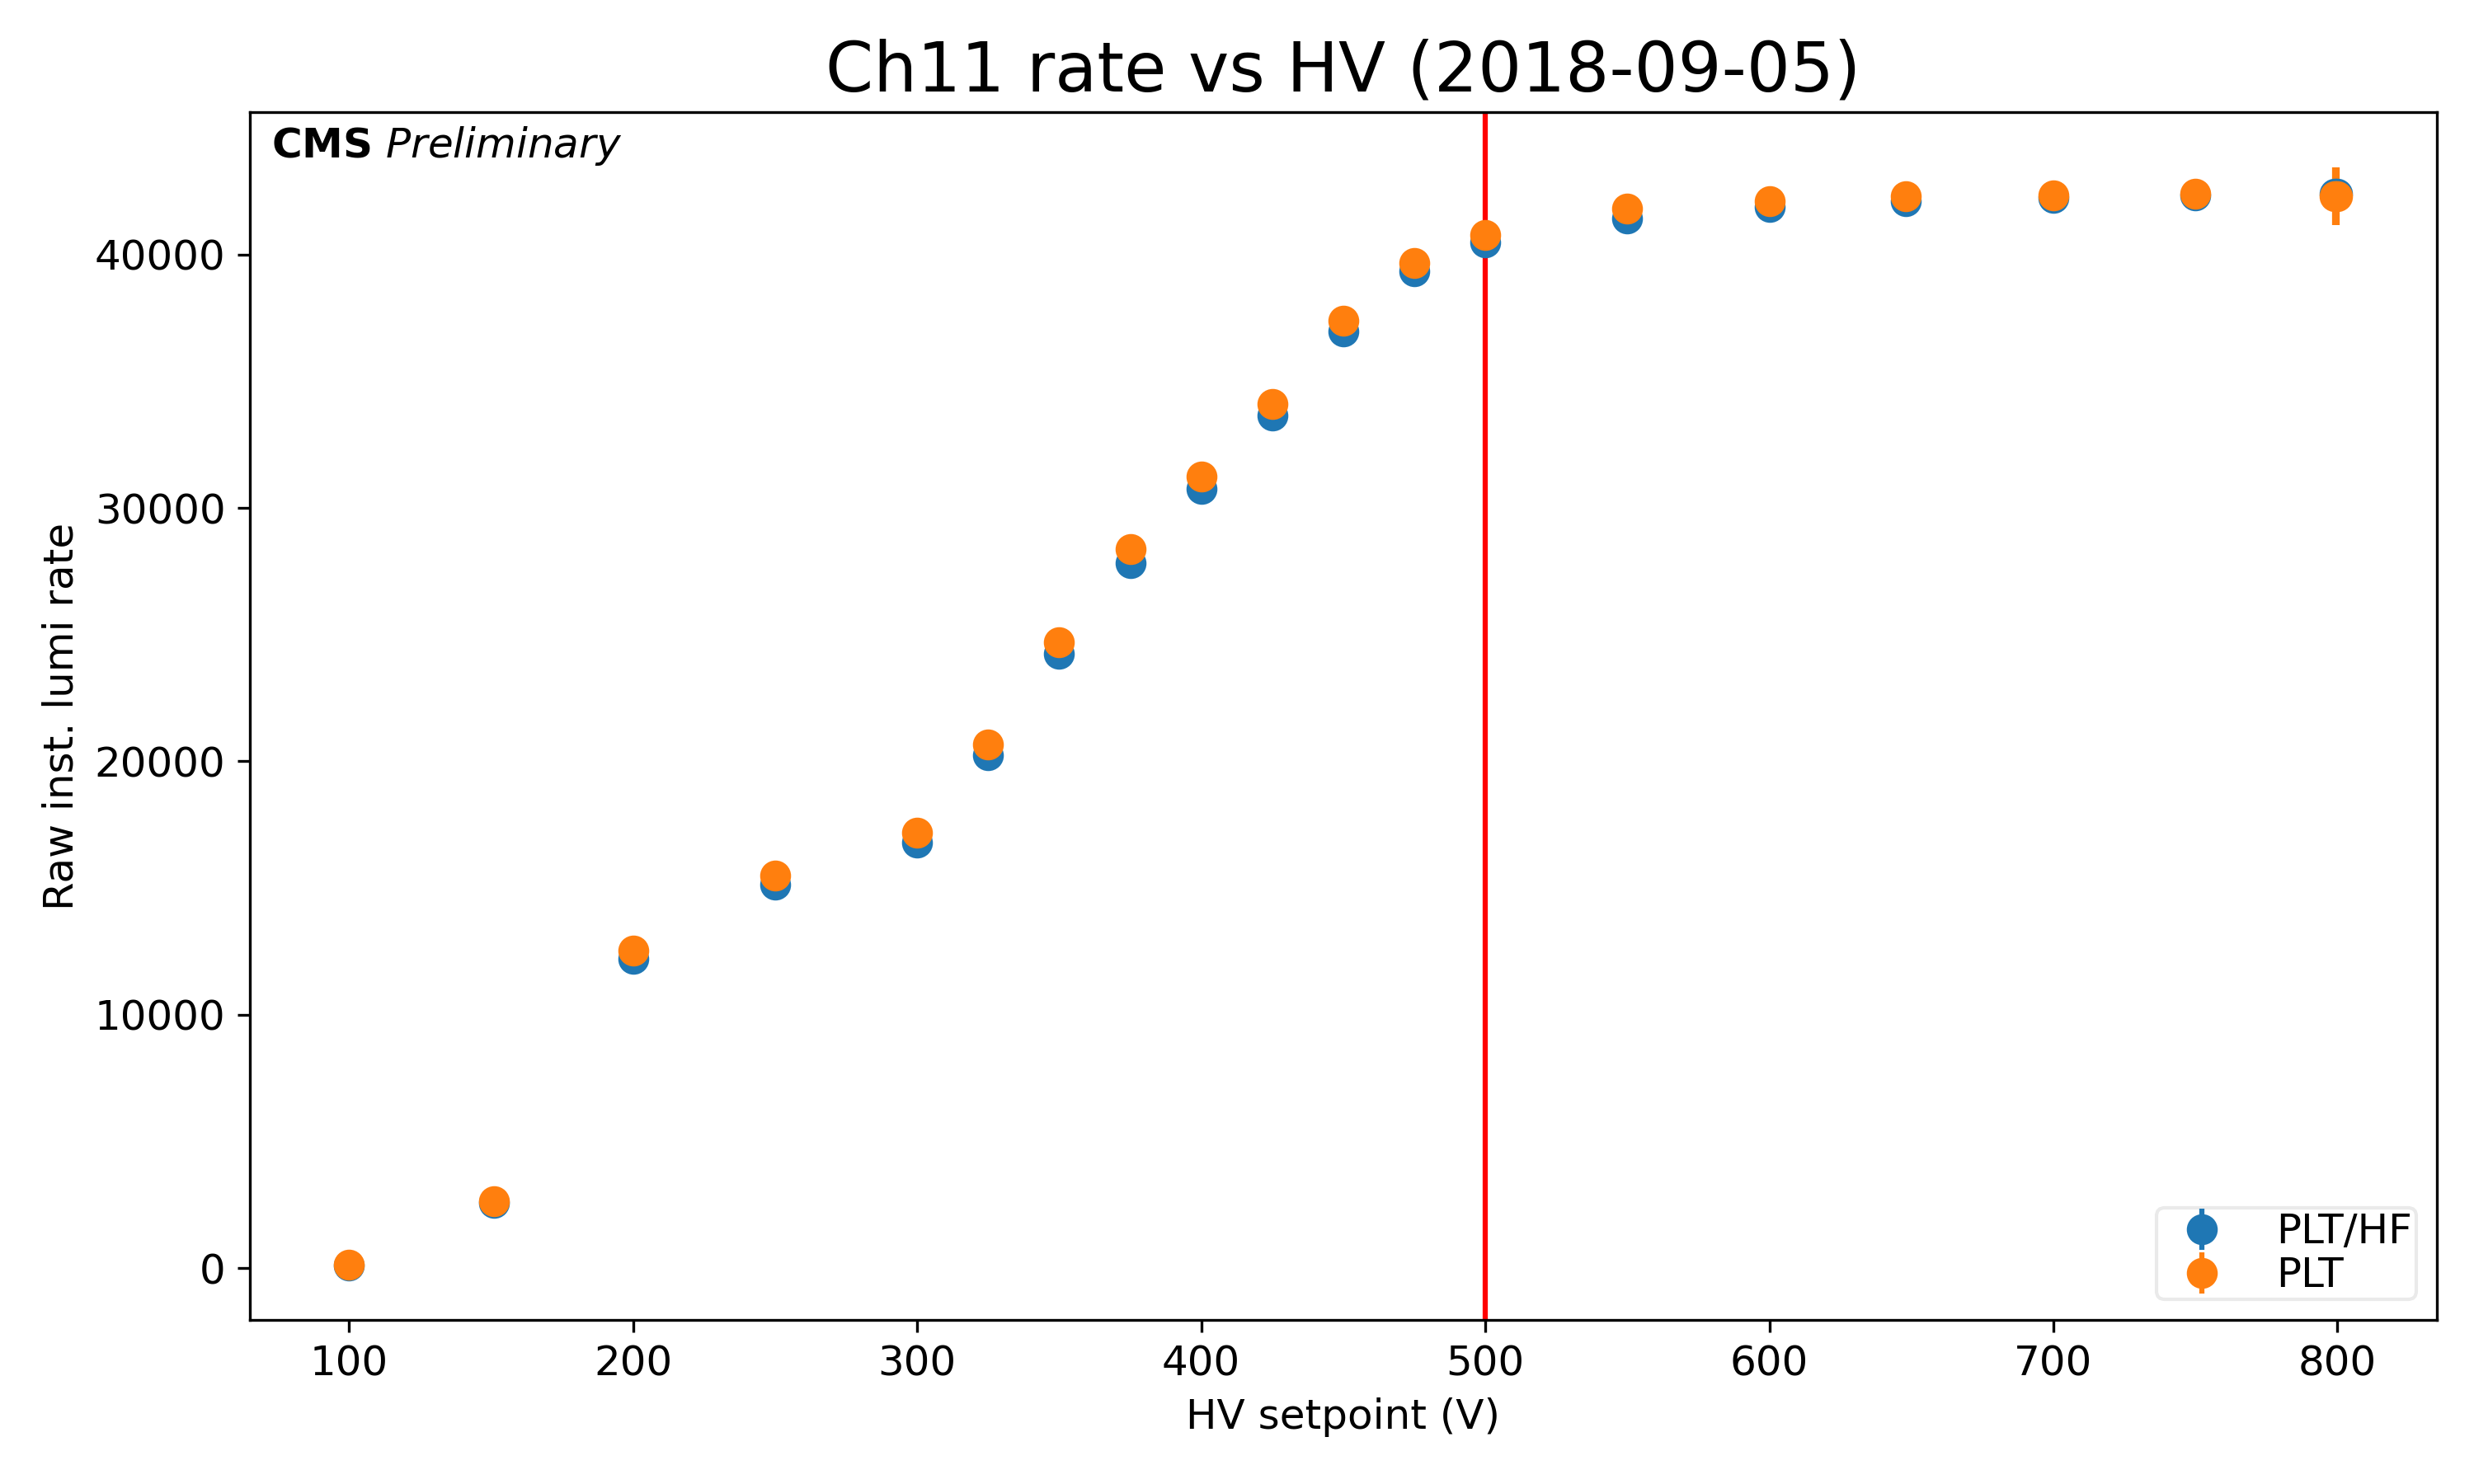 Ch11 rate vs HV (2018-09-05)
CMS Preliminary
Raw inst. lumi rate
40000
30000
20000
10000
0
100 200 300 400 500 600 700 800
HV setpoint (V)
PLT/HF
PLT